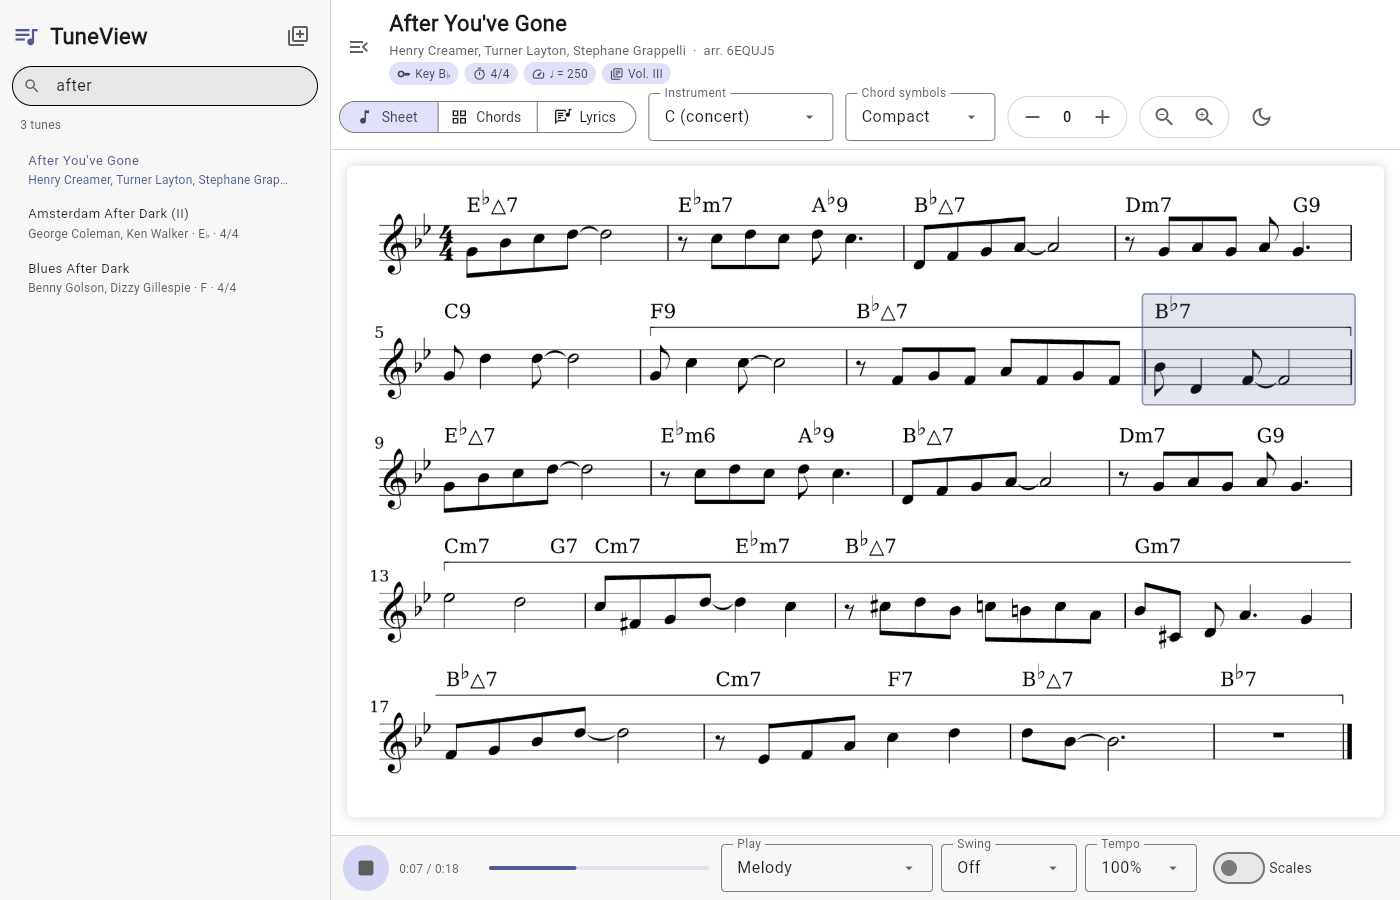 TuneView
after
3 tunes
After You've Gone
Henry Creamer, Turner Layton, Stephane Grap…
Amsterdam After Dark (II)
George Coleman, Ken Walker · E♭ · 4/4
Blues After Dark
Benny Golson, Dizzy Gillespie · F · 4/4
After You've Gone
Henry Creamer, Turner Layton, Stephane Grappelli · arr. 6EQUJ5
Key B♭ 4/4 ♩ = 250 Vol. III
Sheet Chords Lyrics
Instrument
C (concert)
Chord symbols
Compact
0
E♭△7 E♭m7 A♭9 B♭△7 Dm7 G9
4
4
C9 F9 B♭△7 B♭7
5
E♭△7 E♭m6 A♭9 B♭△7 Dm7 G9
9
Cm7 G7 Cm7 E♭m7 B♭△7 Gm7
13
B♭△7 Cm7 F7 B♭△7 B♭7
17
0:07 / 0:18
Play
Melody
Swing
Off
Tempo
100%
Scales